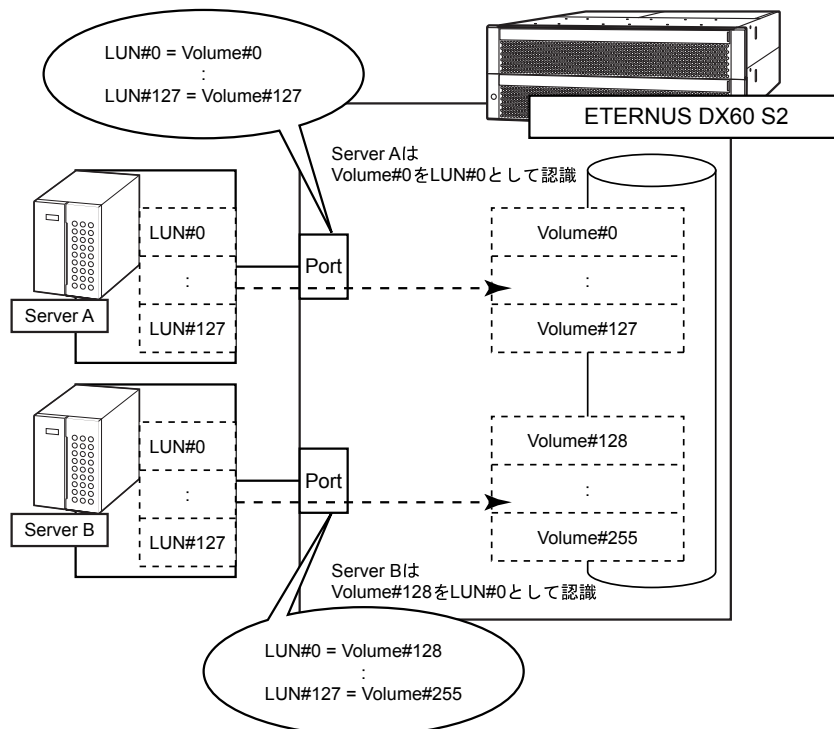 LUN#0 = Volume#0
:
LUN#127 = Volume#127
ETERNUS DX60 S2
Server Aは
Volume#0をLUN#0として認識
LUN#0
:
LUN#127
Server A
Port
Volume#0
:
Volume#127
LUN#0
:
LUN#127
Server B
Port
Volume#128
:
Volume#255
Server Bは
Volume#128をLUN#0として認識
LUN#0 = Volume#128
:
LUN#127 = Volume#255